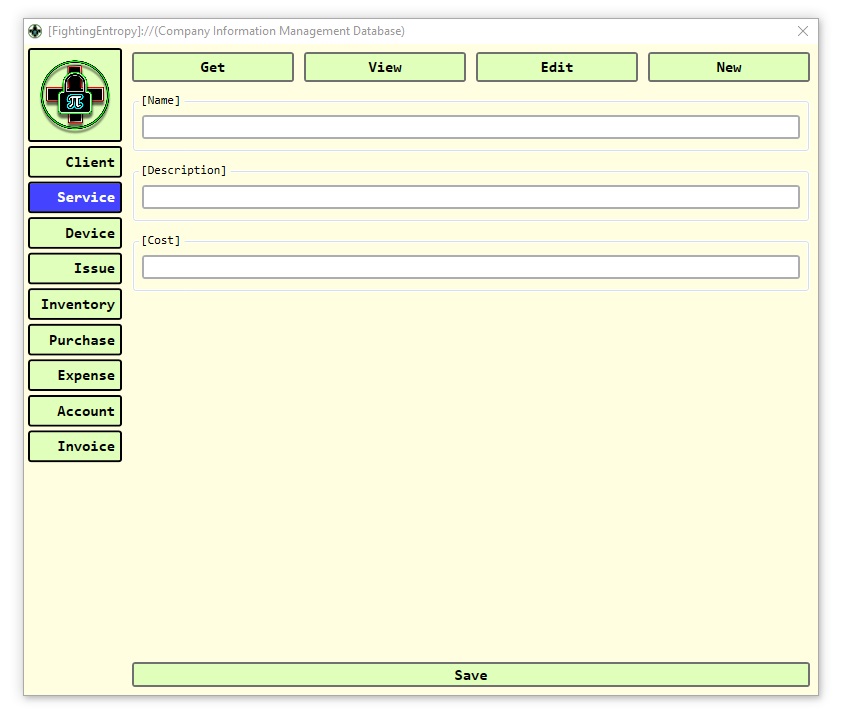 [FightingEntropy]://(Company Information Management Database)
Get View Edit New
[Name]
Client
Service
[Description]
Device
[Cost]
Issue
Inventory
Purchase
Expense
Account
Invoice
Save